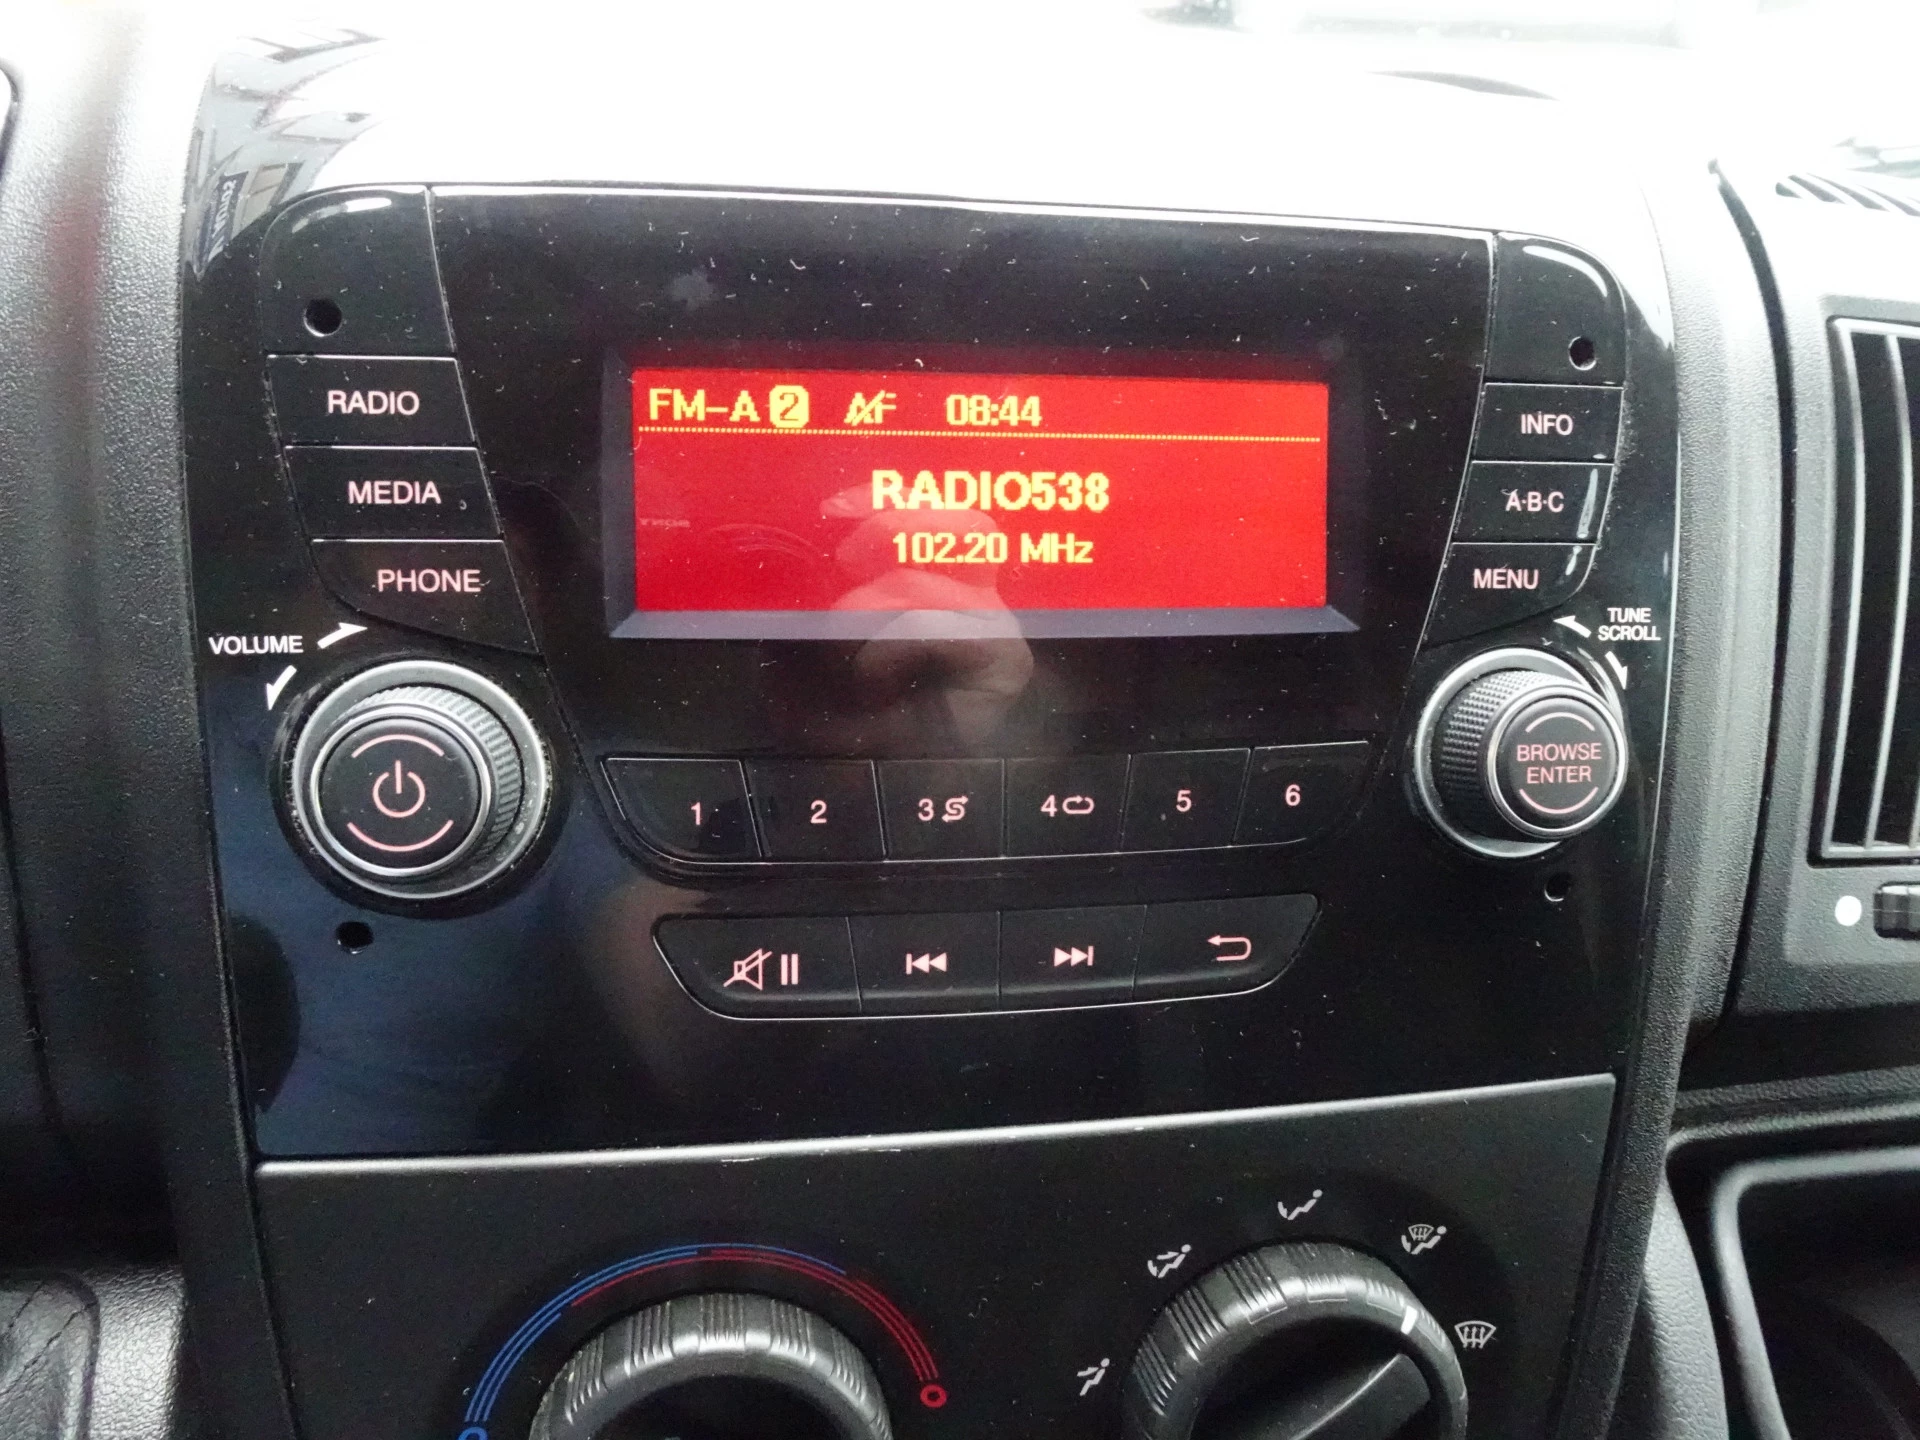 FM-A 2 AF 08:44
RADIO538
102.20 MHz
RADIO
MEDIA
PHONE
VOLUME
INFO
A·B·C
MENU
TUNE
SCROLL
BROWSE
ENTER
1 2 3 4 5 6